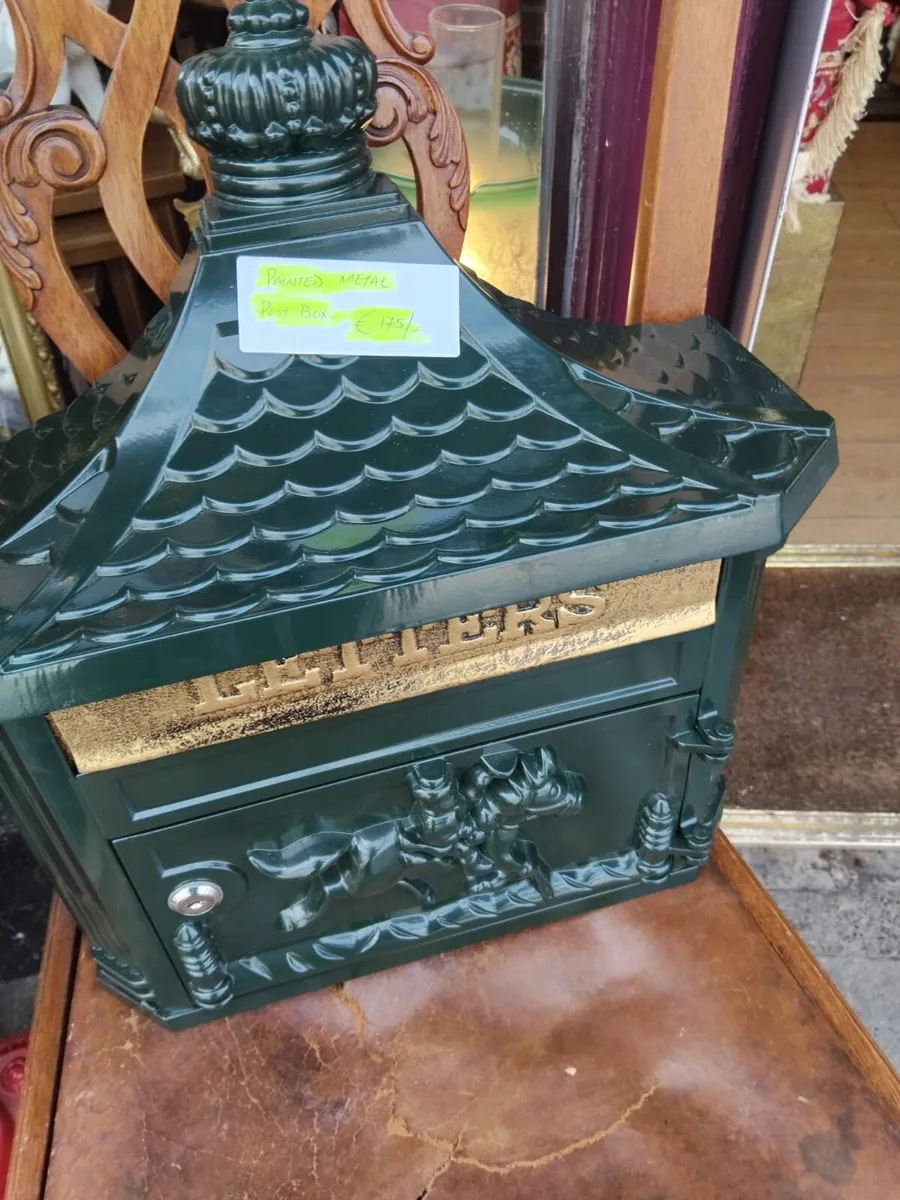 PAINTED METAL
POST BOX € 175/-
LETTERS